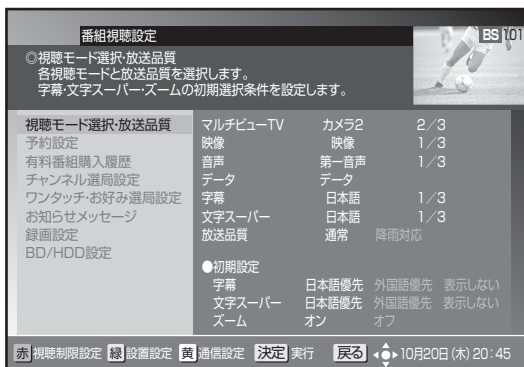 番組視聴設定
BS 101
◎視聴モード選択・放送品質
各視聴モードと放送品質を選択します。
字幕・文字スーパー・ズームの初期選択条件を設定します。
視聴モード選択・放送品質
予約設定
有料番組購入履歴
チャンネル選局設定
ワンタッチ・お好み選局設定
お知らせメッセージ
録画設定
BD/HDD設定
マルチビューTV カメラ2 2/3
映像 映像 1/3
音声 第一音声 1/3
データ データ
字幕 日本語 1/3
文字スーパー 日本語 1/3
放送品質 通常 降雨対応
●初期設定
字幕 日本語優先 外国語優先 表示しない
文字スーパー 日本語優先 外国語優先 表示しない
ズーム オン オフ
赤 視聴制限設定 緑 設置設定 黄 通信設定 決定 実行 戻る 10月20日(木)20:45